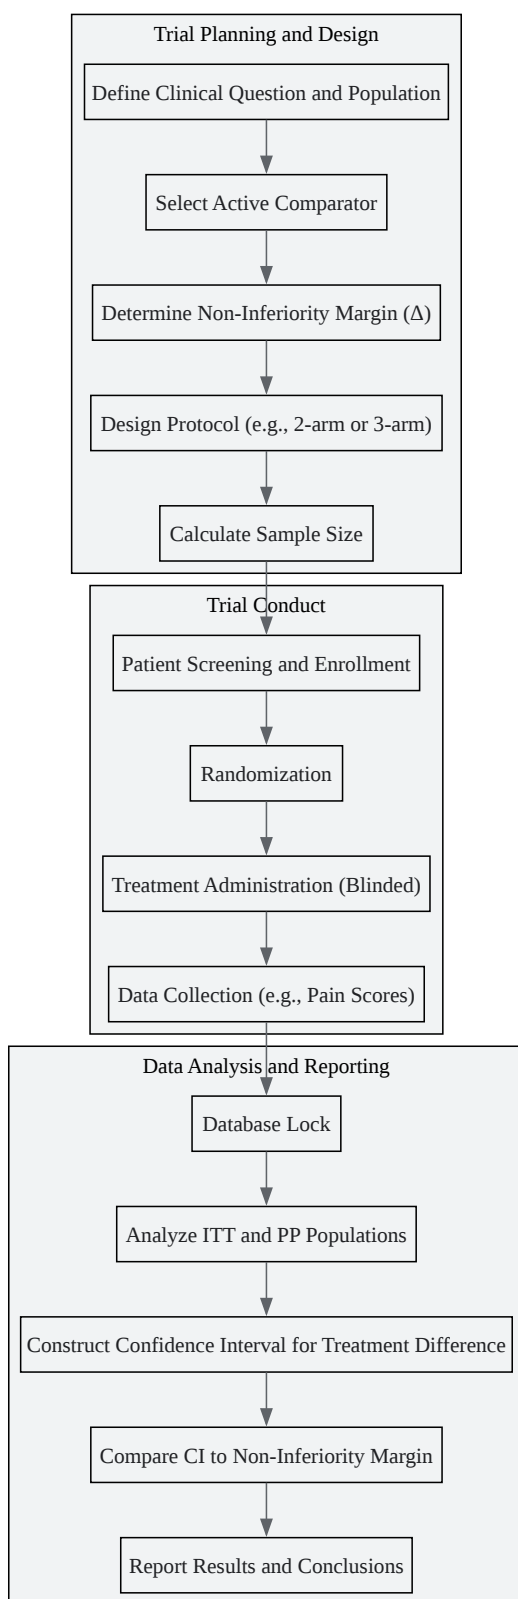 Trial Planning and Design
Define Clinical Question and Population
Select Active Comparator
Determine Non-Inferiority Margin (Δ)
Design Protocol (e.g., 2-arm or 3-arm)
Calculate Sample Size
Trial Conduct
Patient Screening and Enrollment
Randomization
Treatment Administration (Blinded)
Data Collection (e.g., Pain Scores)
Data Analysis and Reporting
Database Lock
Analyze ITT and PP Populations
Construct Confidence Interval for Treatment Difference
Compare CI to Non-Inferiority Margin
Report Results and Conclusions